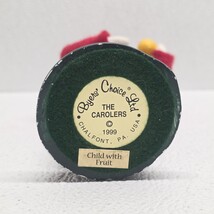 Byers' Choice Ltd
THE
CAROLERS
©
1999
CHALFONT, PA. USA
Child with
Fruit